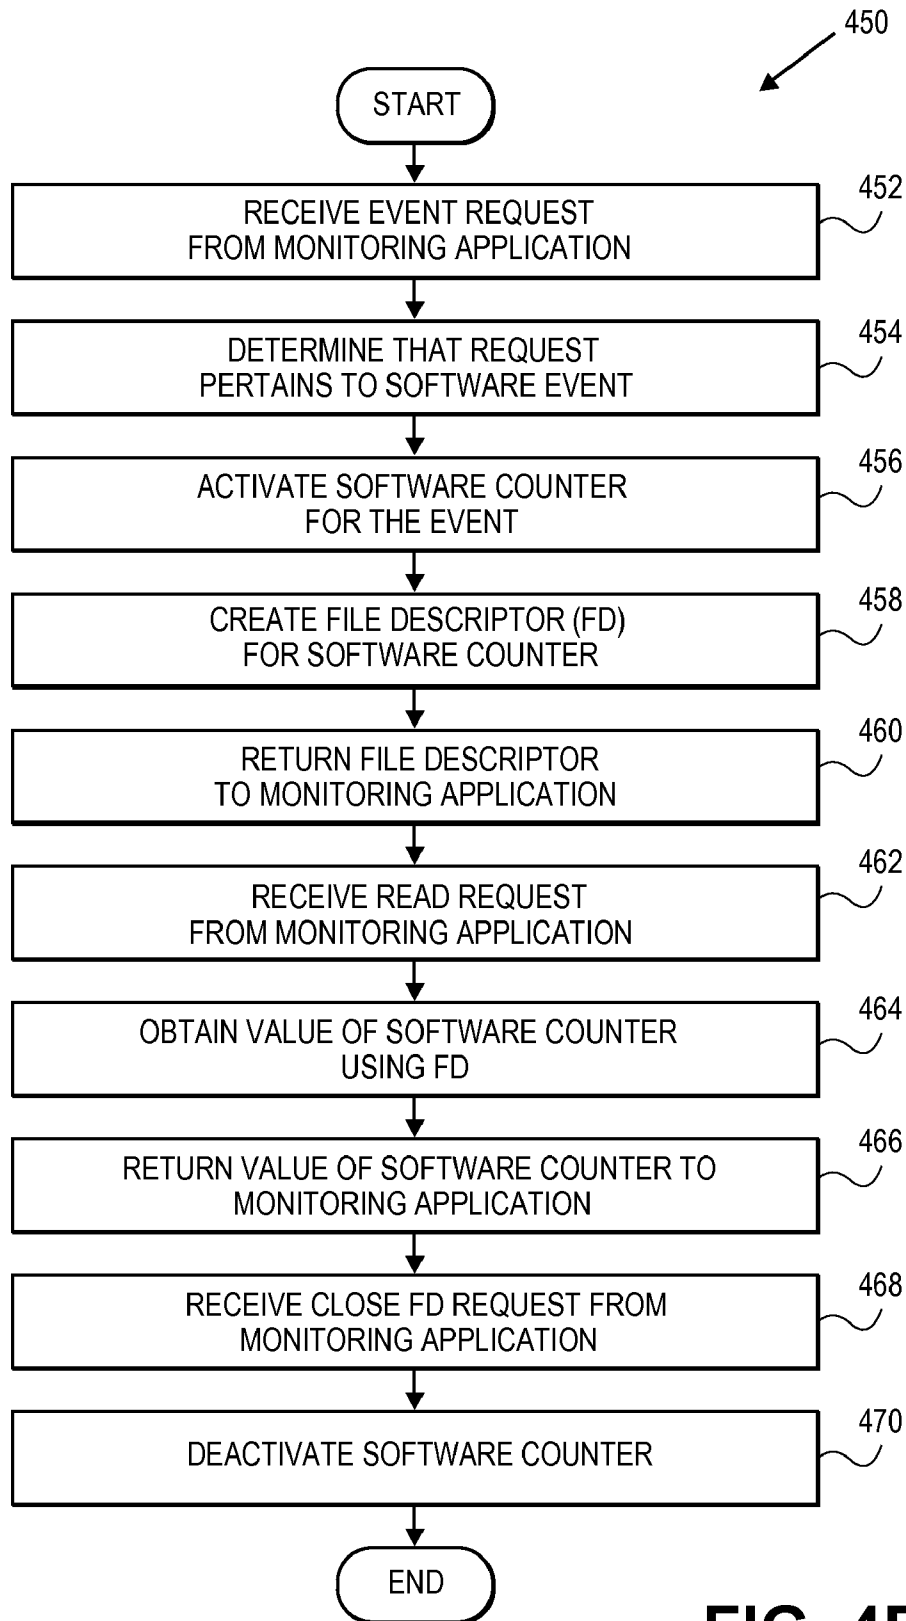 450
START
RECEIVE EVENT REQUEST
FROM MONITORING APPLICATION
452
DETERMINE THAT REQUEST
PERTAINS TO SOFTWARE EVENT
454
ACTIVATE SOFTWARE COUNTER
FOR THE EVENT
456
CREATE FILE DESCRIPTOR (FD)
FOR SOFTWARE COUNTER
458
RETURN FILE DESCRIPTOR
TO MONITORING APPLICATION
460
RECEIVE READ REQUEST
FROM MONITORING APPLICATION
462
OBTAIN VALUE OF SOFTWARE COUNTER
USING FD
464
RETURN VALUE OF SOFTWARE COUNTER TO
MONITORING APPLICATION
466
RECEIVE CLOSE FD REQUEST FROM
MONITORING APPLICATION
468
DEACTIVATE SOFTWARE COUNTER
470
END
FIG.